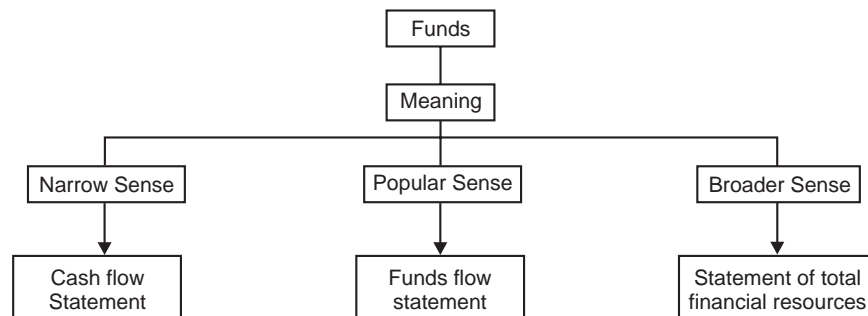 Funds
Meaning
Narrow Sense
Popular Sense
Broader Sense
Cash flow
Statement
Funds flow
statement
Statement of total
financial resources